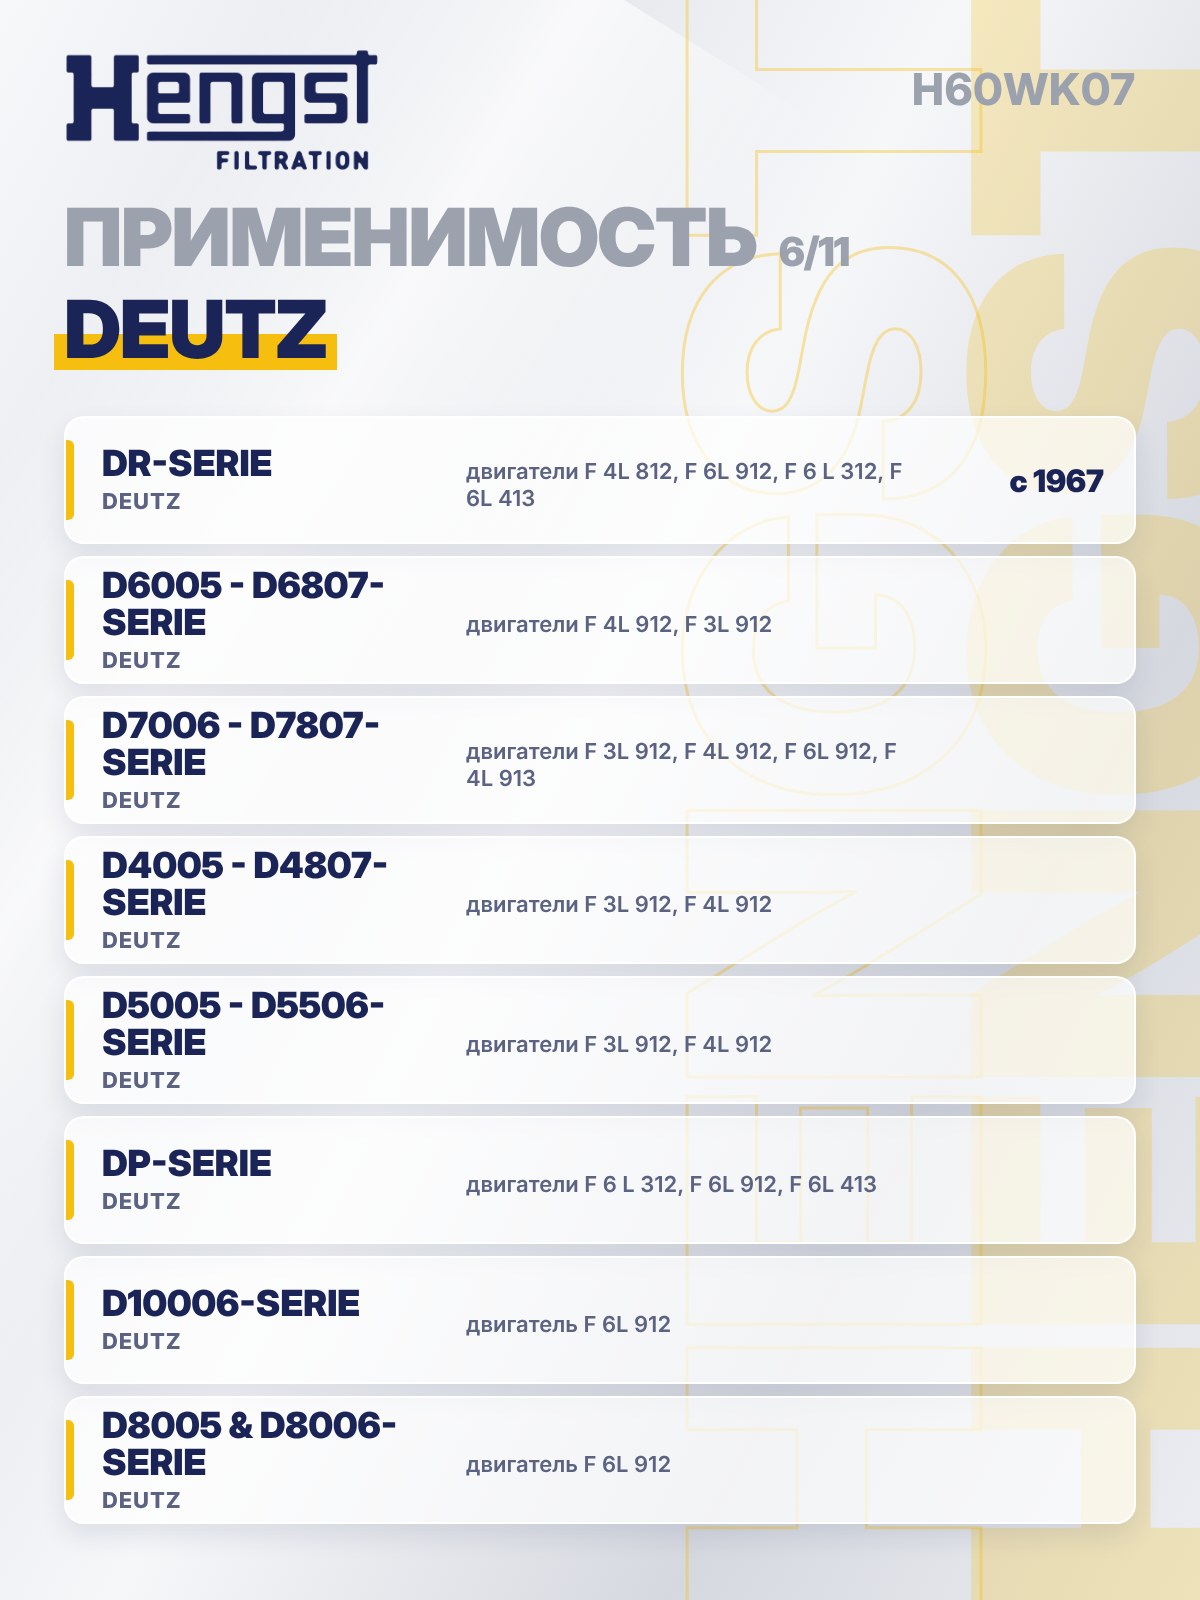 Hengst
FILTRATION
H60WK07
ПРИМЕНИМОСТЬ 6/11
DEUTZ
DR-SERIE
DEUTZ
двигатели F 4L 812, F 6L 912, F 6 L 312, F
6L 413
с 1967
D6005 - D6807-
SERIE
DEUTZ
двигатели F 4L 912, F 3L 912
D7006 - D7807-
SERIE
DEUTZ
двигатели F 3L 912, F 4L 912, F 6L 912, F
4L 913
D4005 - D4807-
SERIE
DEUTZ
двигатели F 3L 912, F 4L 912
D5005 - D5506-
SERIE
DEUTZ
двигатели F 3L 912, F 4L 912
DP-SERIE
DEUTZ
двигатели F 6 L 312, F 6L 912, F 6L 413
D10006-SERIE
DEUTZ
двигатель F 6L 912
D8005 & D8006-
SERIE
DEUTZ
двигатель F 6L 912
HENGST
HENGST